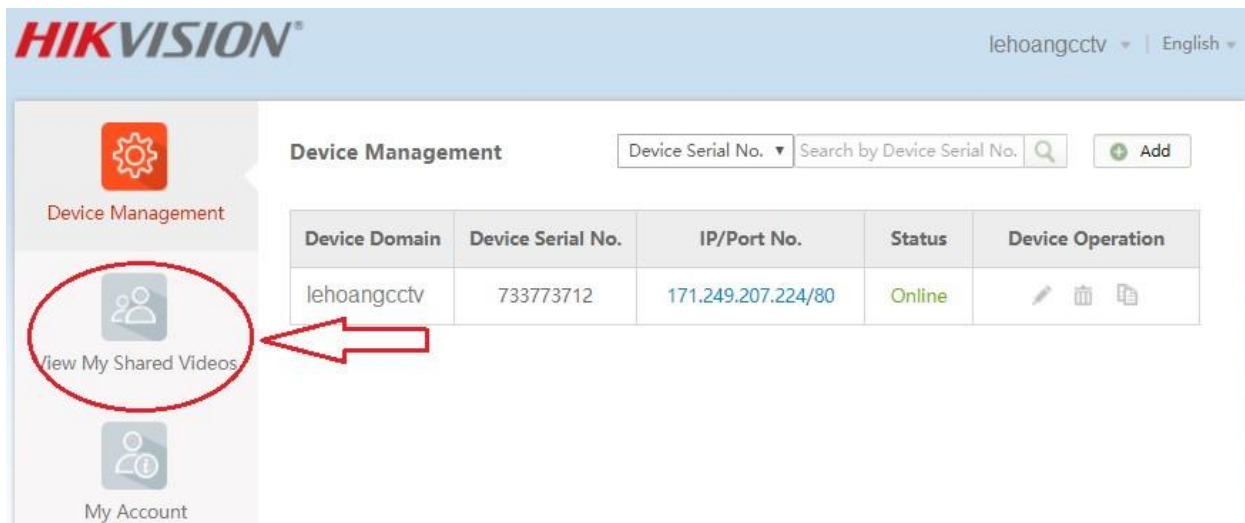 HIKVISION®
lehoangcctv | English
Device Management
Device Serial No. Search by Device Serial No. Add
Device Management
Device Domain Device Serial No. IP/Port No. Status Device Operation
lehoangcctv 733773712 171.249.207.224/80 Online
View My Shared Videos
My Account